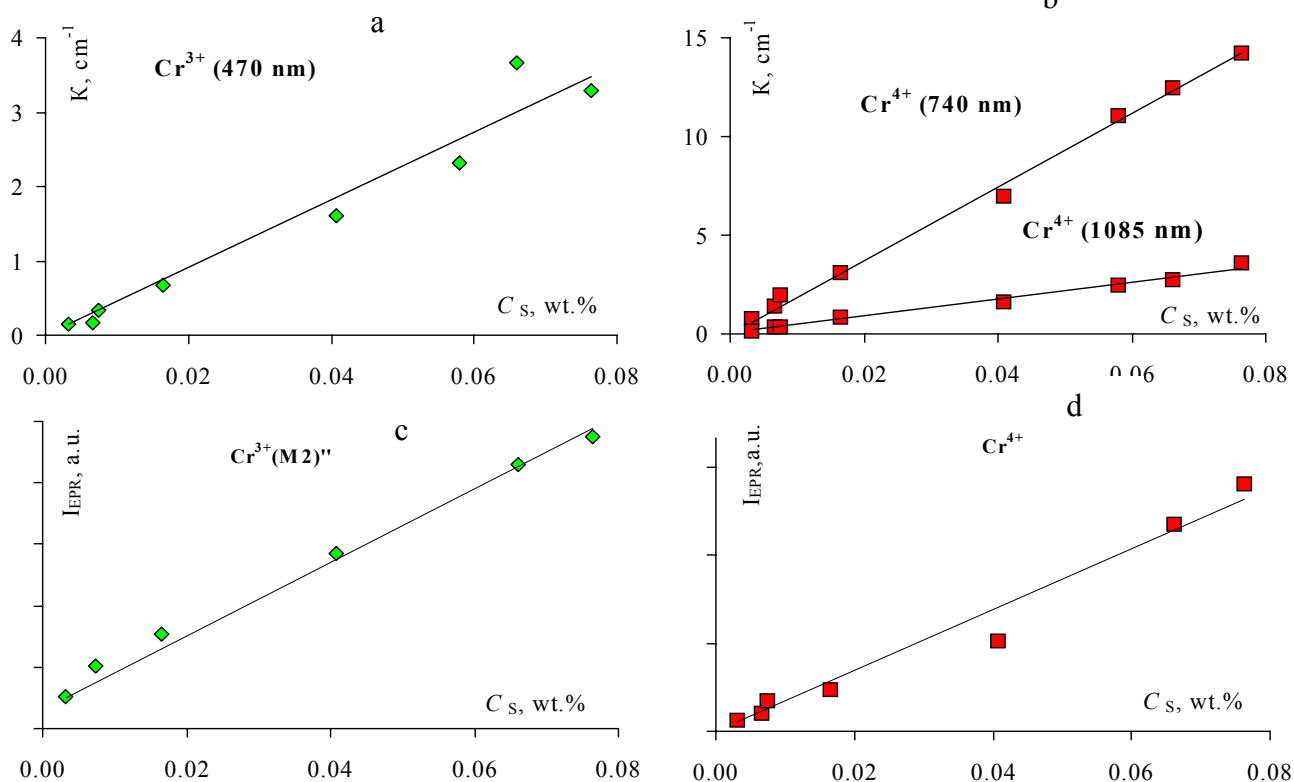 a
4
3
2
1
0
K, cm⁻¹
Cr³⁺ (470 nm)
C S, wt.%
0.00 0.02 0.04 0.06 0.08
15
10
5
0
K, cm⁻¹
Cr⁴⁺ (740 nm)
Cr⁴⁺ (1085 nm)
C S, wt.%
0.00 0.02 0.04 0.06 0.08
c
I EPR, a.u.
Cr³⁺(M2)"
C S, wt.%
0.00 0.02 0.04 0.06 0.08
d
I EPR,a.u.
Cr⁴⁺
C S, wt.%
0.00 0.02 0.04 0.06 0.08